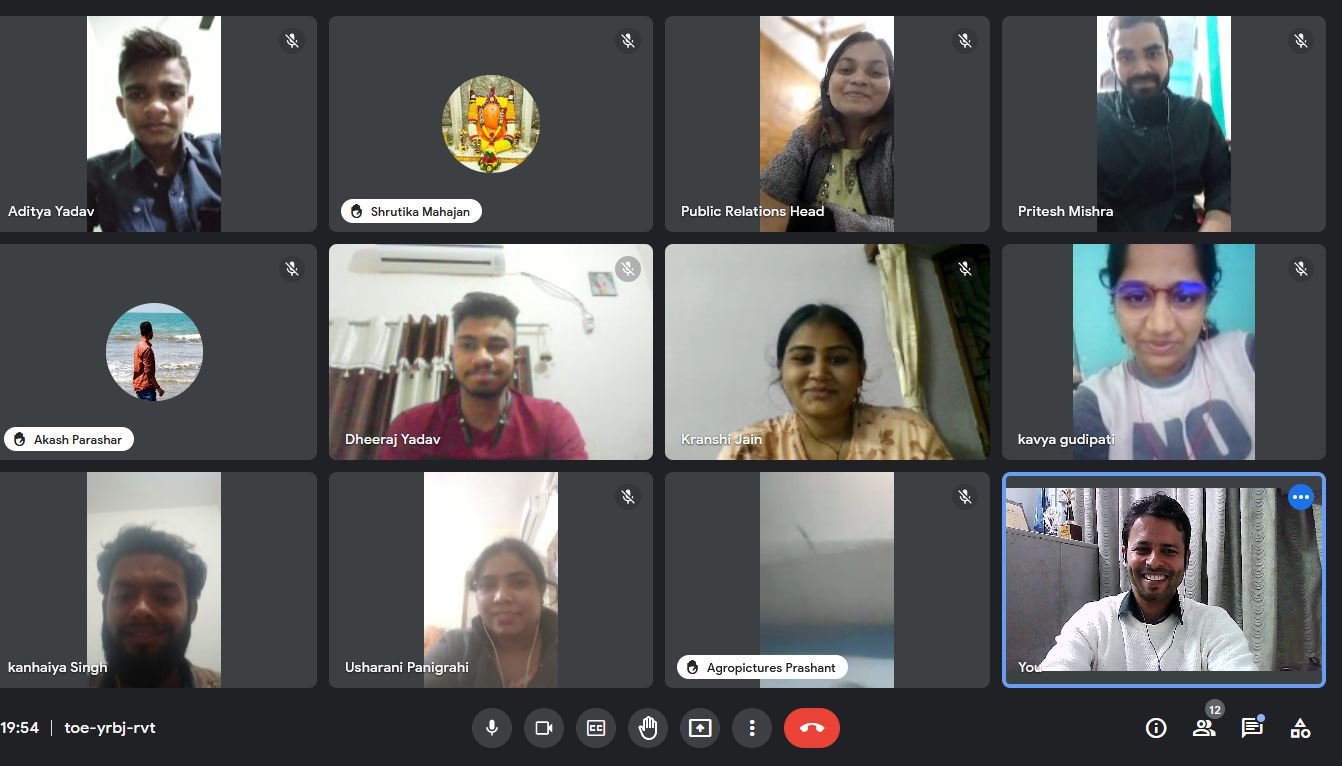 Aditya Yadav
Shrutika Mahajan
Public Relations Head
Pritesh Mishra
Akash Parashar
Dheeraj Yadav
Kranshi Jain
kavya gudipati
NO
kanhaiya Singh
Usharani Panigrahi
Agropictures Prashant
You
19:54 | toe-yrbj-rvt
CC
12